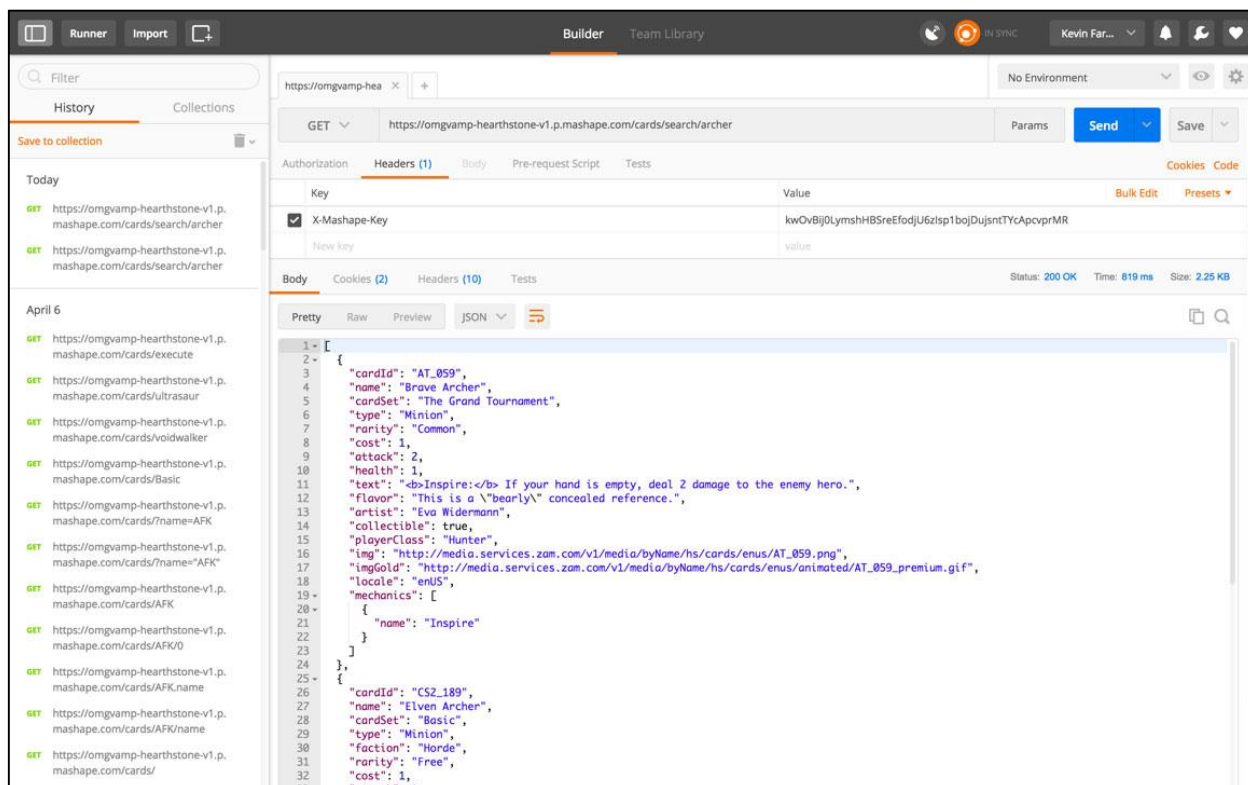 Runner Import Builder Team Library IN SYNC Kevin Far...
Filter
History Collections
Save to collection
Today
GET https://omgvamp-hearthstone-v1.p.
mashape.com/cards/search/archer
GET https://omgvamp-hearthstone-v1.p.
mashape.com/cards/search/archer
April 6
GET https://omgvamp-hearthstone-v1.p.
mashape.com/cards/execute
GET https://omgvamp-hearthstone-v1.p.
mashape.com/cards/ultrasaur
GET https://omgvamp-hearthstone-v1.p.
mashape.com/cards/voidwalker
GET https://omgvamp-hearthstone-v1.p.
mashape.com/cards/Basic
GET https://omgvamp-hearthstone-v1.p.
mashape.com/cards/?name=AFK
GET https://omgvamp-hearthstone-v1.p.
mashape.com/cards/?name="AFK"
GET https://omgvamp-hearthstone-v1.p.
mashape.com/cards/AFK
GET https://omgvamp-hearthstone-v1.p.
mashape.com/cards/AFK/0
GET https://omgvamp-hearthstone-v1.p.
mashape.com/cards/AFK.name
GET https://omgvamp-hearthstone-v1.p.
mashape.com/cards/AFK/name
GET https://omgvamp-hearthstone-v1.p.
mashape.com/cards/
https://omgvamp-hea No Environment
GET https://omgvamp-hearthstone-v1.p.mashape.com/cards/search/archer Params Send Save
Authorization Headers (1) Body Pre-request Script Tests Cookies Code
Key Value Bulk Edit Presets
X-Mashape-Key kwOvBij0LymshHBSreEfodjU6zIsp1bojDujsntTYcApcvprMR
New key value
Body Cookies (2) Headers (10) Tests Status: 200 OK Time: 819 ms Size: 2.25 KB
Pretty Raw Preview JSON
1 [
2 {
3 "cardId": "AT_059",
4 "name": "Brave Archer",
5 "cardSet": "The Grand Tournament",
6 "type": "Minion",
7 "rarity": "Common",
8 "cost": 1,
9 "attack": 2,
10 "health": 1,
11 "text": "<b>Inspire:</b> If your hand is empty, deal 2 damage to the enemy hero.",
12 "flavor": "This is a \"bearly\" concealed reference.",
13 "artist": "Eva Widermann",
14 "collectible": true,
15 "playerClass": "Hunter",
16 "img": "http://media.services.zam.com/v1/media/byName/hs/cards/enus/AT_059.png",
17 "imgGold": "http://media.services.zam.com/v1/media/byName/hs/cards/enus/animated/AT_059_premium.gif",
18 "locale": "enUS",
19 "mechanics": [
20 {
21 "name": "Inspire"
22 }
23 ]
24 },
25 {
26 "cardId": "CS2_189",
27 "name": "Elven Archer",
28 "cardSet": "Basic",
29 "type": "Minion",
30 "faction": "Horde",
31 "rarity": "Free",
32 "cost": 1,